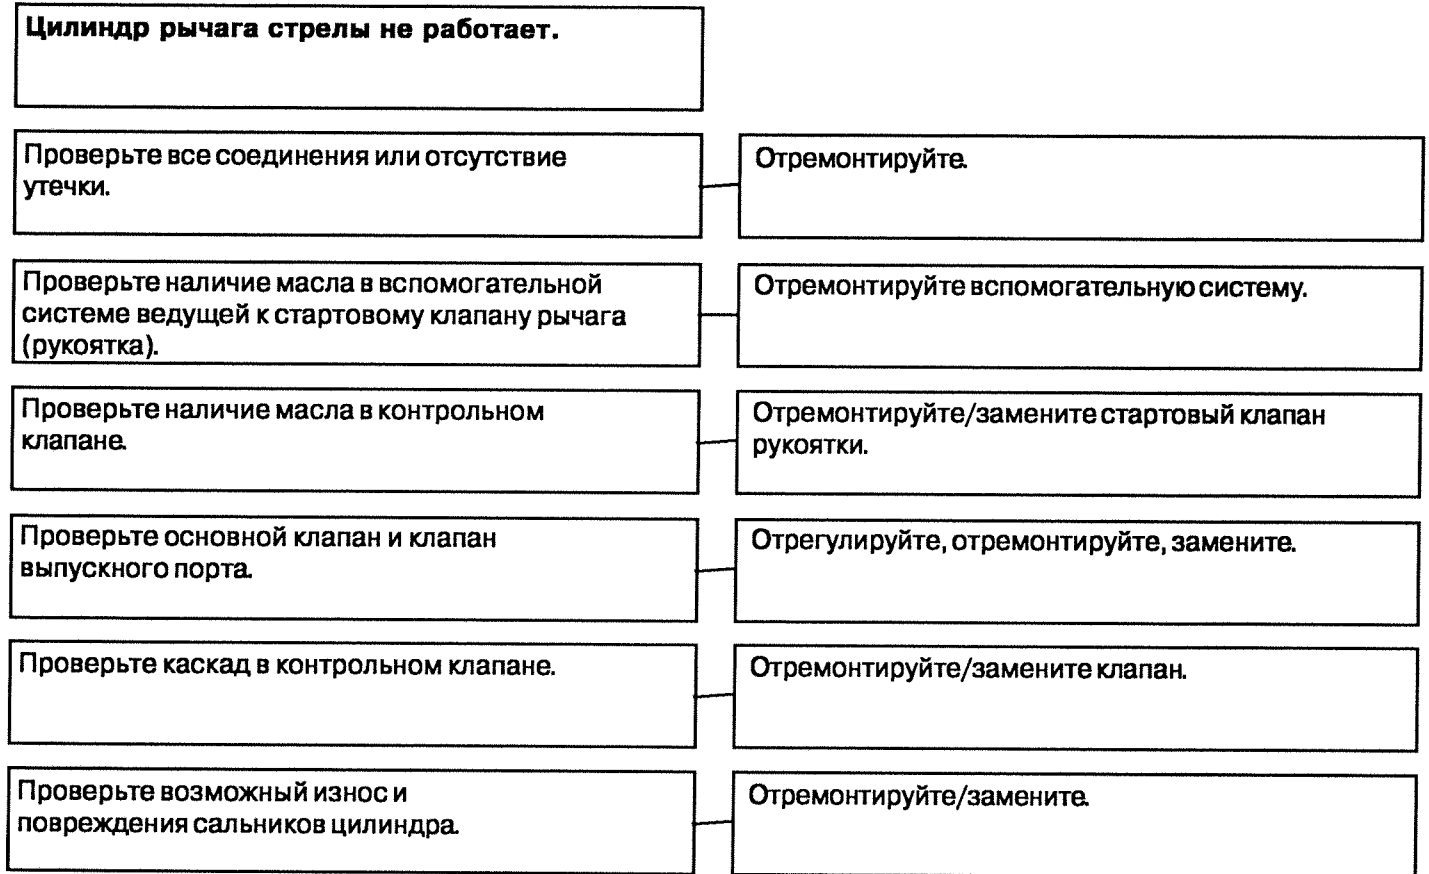 Цилиндр рычага стрелы не работает.
Проверьте все соединения или отсутствие
утечки.
Отремонтируйте.
Проверьте наличие масла в вспомогательной
системе ведущей к стартовому клапану рычага
(рукоятка).
Отремонтируйте вспомогательную систему.
Проверьте наличие масла в контрольном
клапане.
Отремонтируйте/замените стартовый клапан
рукоятки.
Проверьте основной клапан и клапан
выпускного порта.
Отрегулируйте, отремонтируйте, замените.
Проверьте каскад в контрольном клапане.
Отремонтируйте/замените клапан.
Проверьте возможный износ и
повреждения сальников цилиндра.
Отремонтируйте/замените.